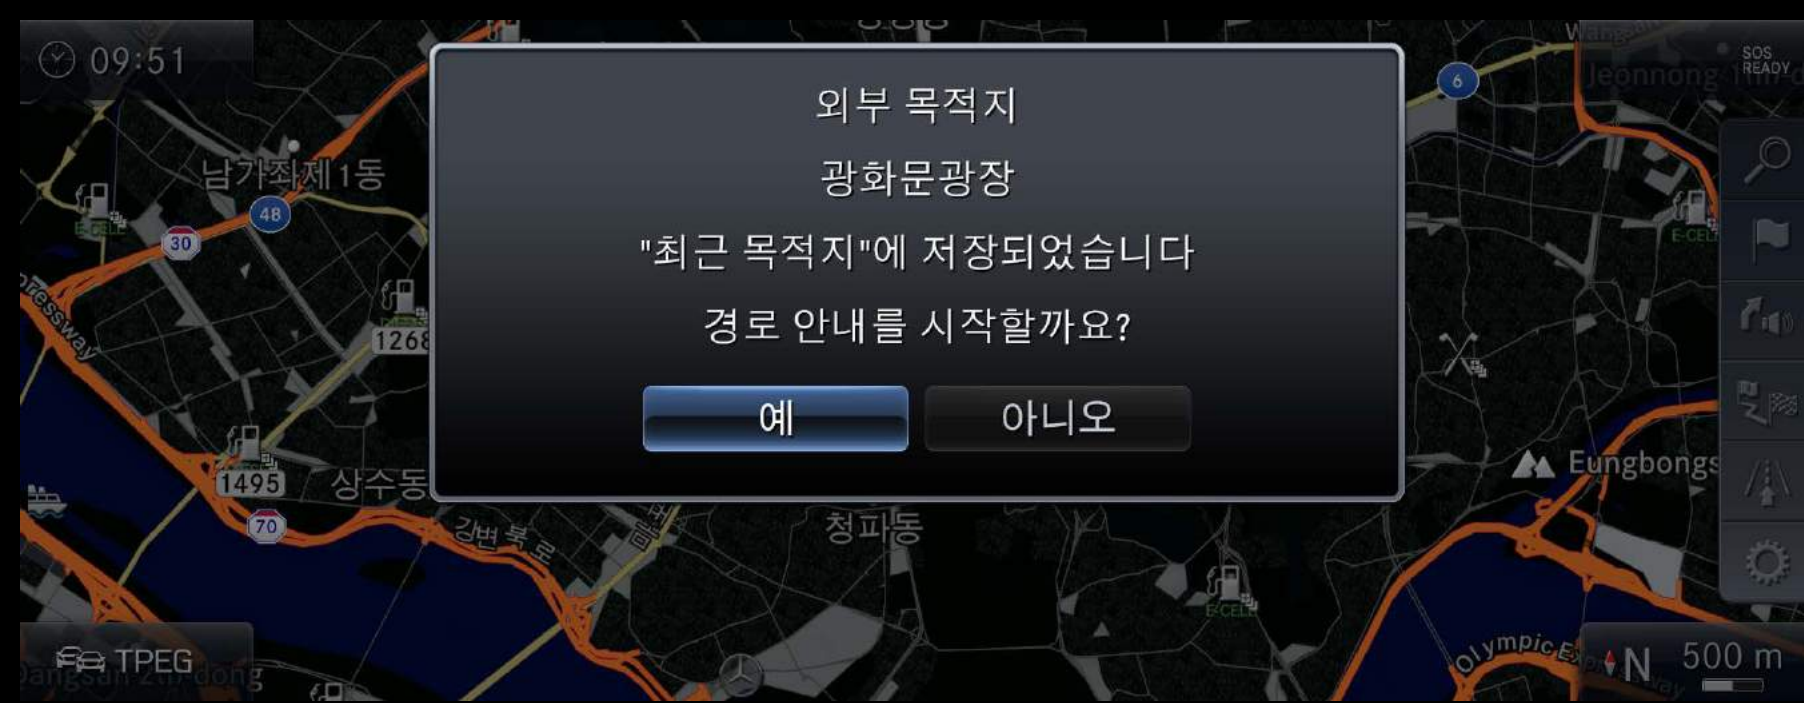 09:51
SOS
READY
외부 목적지
광화문광장
"최근 목적지"에 저장되었습니다
경로 안내를 시작할까요?
예
아니오
6
남가좌제1동
48
30
E-CELL
1268
1495
상수동
70
강변북로
청파동
E-CELL
Eungbongs
Olympic
TPEG
N
500 m